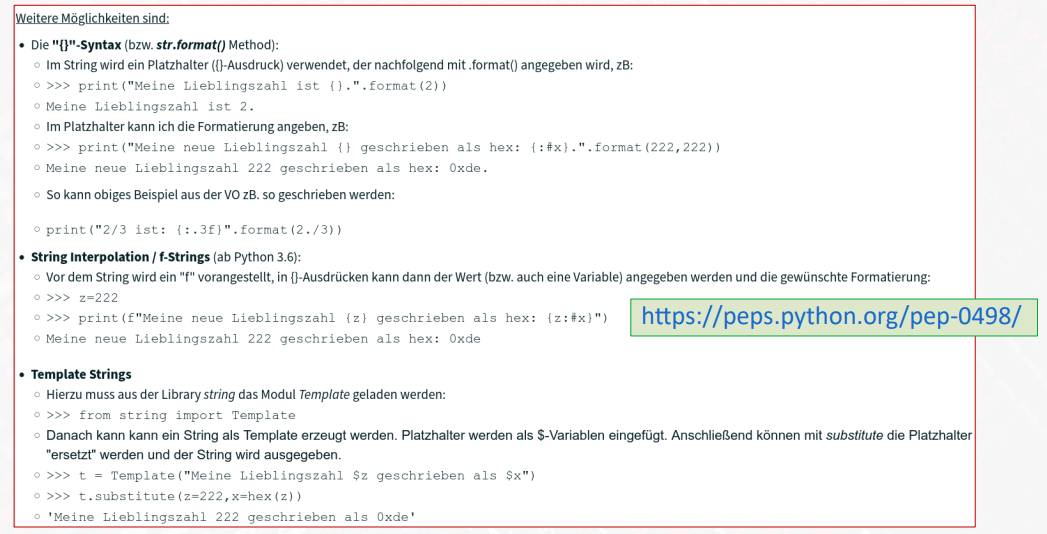 Weitere Möglichkeiten sind:
• Die "{}"-Syntax (bzw. str.format() Method):
○ Im String wird ein Platzhalter ({}-Ausdruck) verwendet, der nachfolgend mit .format() angegeben wird, zB:
○ >>> print("Meine Lieblingszahl ist {}.".format(2))
○ Meine Lieblingszahl ist 2.
○ Im Platzhalter kann ich die Formatierung angeben, zB:
○ >>> print("Meine neue Lieblingszahl {} geschrieben als hex: {:#x}.".format(222,222))
○ Meine neue Lieblingszahl 222 geschrieben als hex: 0xde.
○ So kann obiges Beispiel aus der VO zB. so geschrieben werden:
○ print("2/3 ist: {:.3f}".format(2./3))
• String Interpolation / f-Strings (ab Python 3.6):
○ Vor dem String wird ein "f" vorangestellt, in {}-Ausdrücken kann dann der Wert (bzw. auch eine Variable) angegeben werden und die gewünschte Formatierung:
○ >>> z=222
○ >>> print(f"Meine neue Lieblingszahl {z} geschrieben als hex: {z:#x}")
https://peps.python.org/pep-0498/
○ Meine neue Lieblingszahl 222 geschrieben als hex: 0xde
• Template Strings
○ Hierzu muss aus der Library string das Modul Template geladen werden:
○ >>> from string import Template
○ Danach kann kann ein String als Template erzeugt werden. Platzhalter werden als $-Variablen eingefügt. Anschließend können mit substitute die Platzhalter
"ersetzt" werden und der String wird ausgegeben.
○ >>> t = Template("Meine Lieblingszahl $z geschrieben als $x")
○ >>> t.substitute(z=222,x=hex(z))
○ 'Meine Lieblingszahl 222 geschrieben als 0xde'